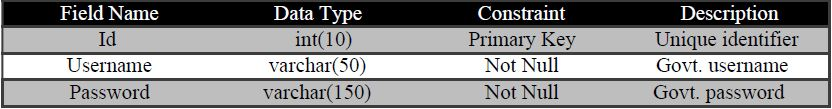 Field Name Data Type Constraint Description
Id int(10) Primary Key Unique identifier
Username varchar(50) Not Null Govt. username
Password varchar(150) Not Null Govt. password